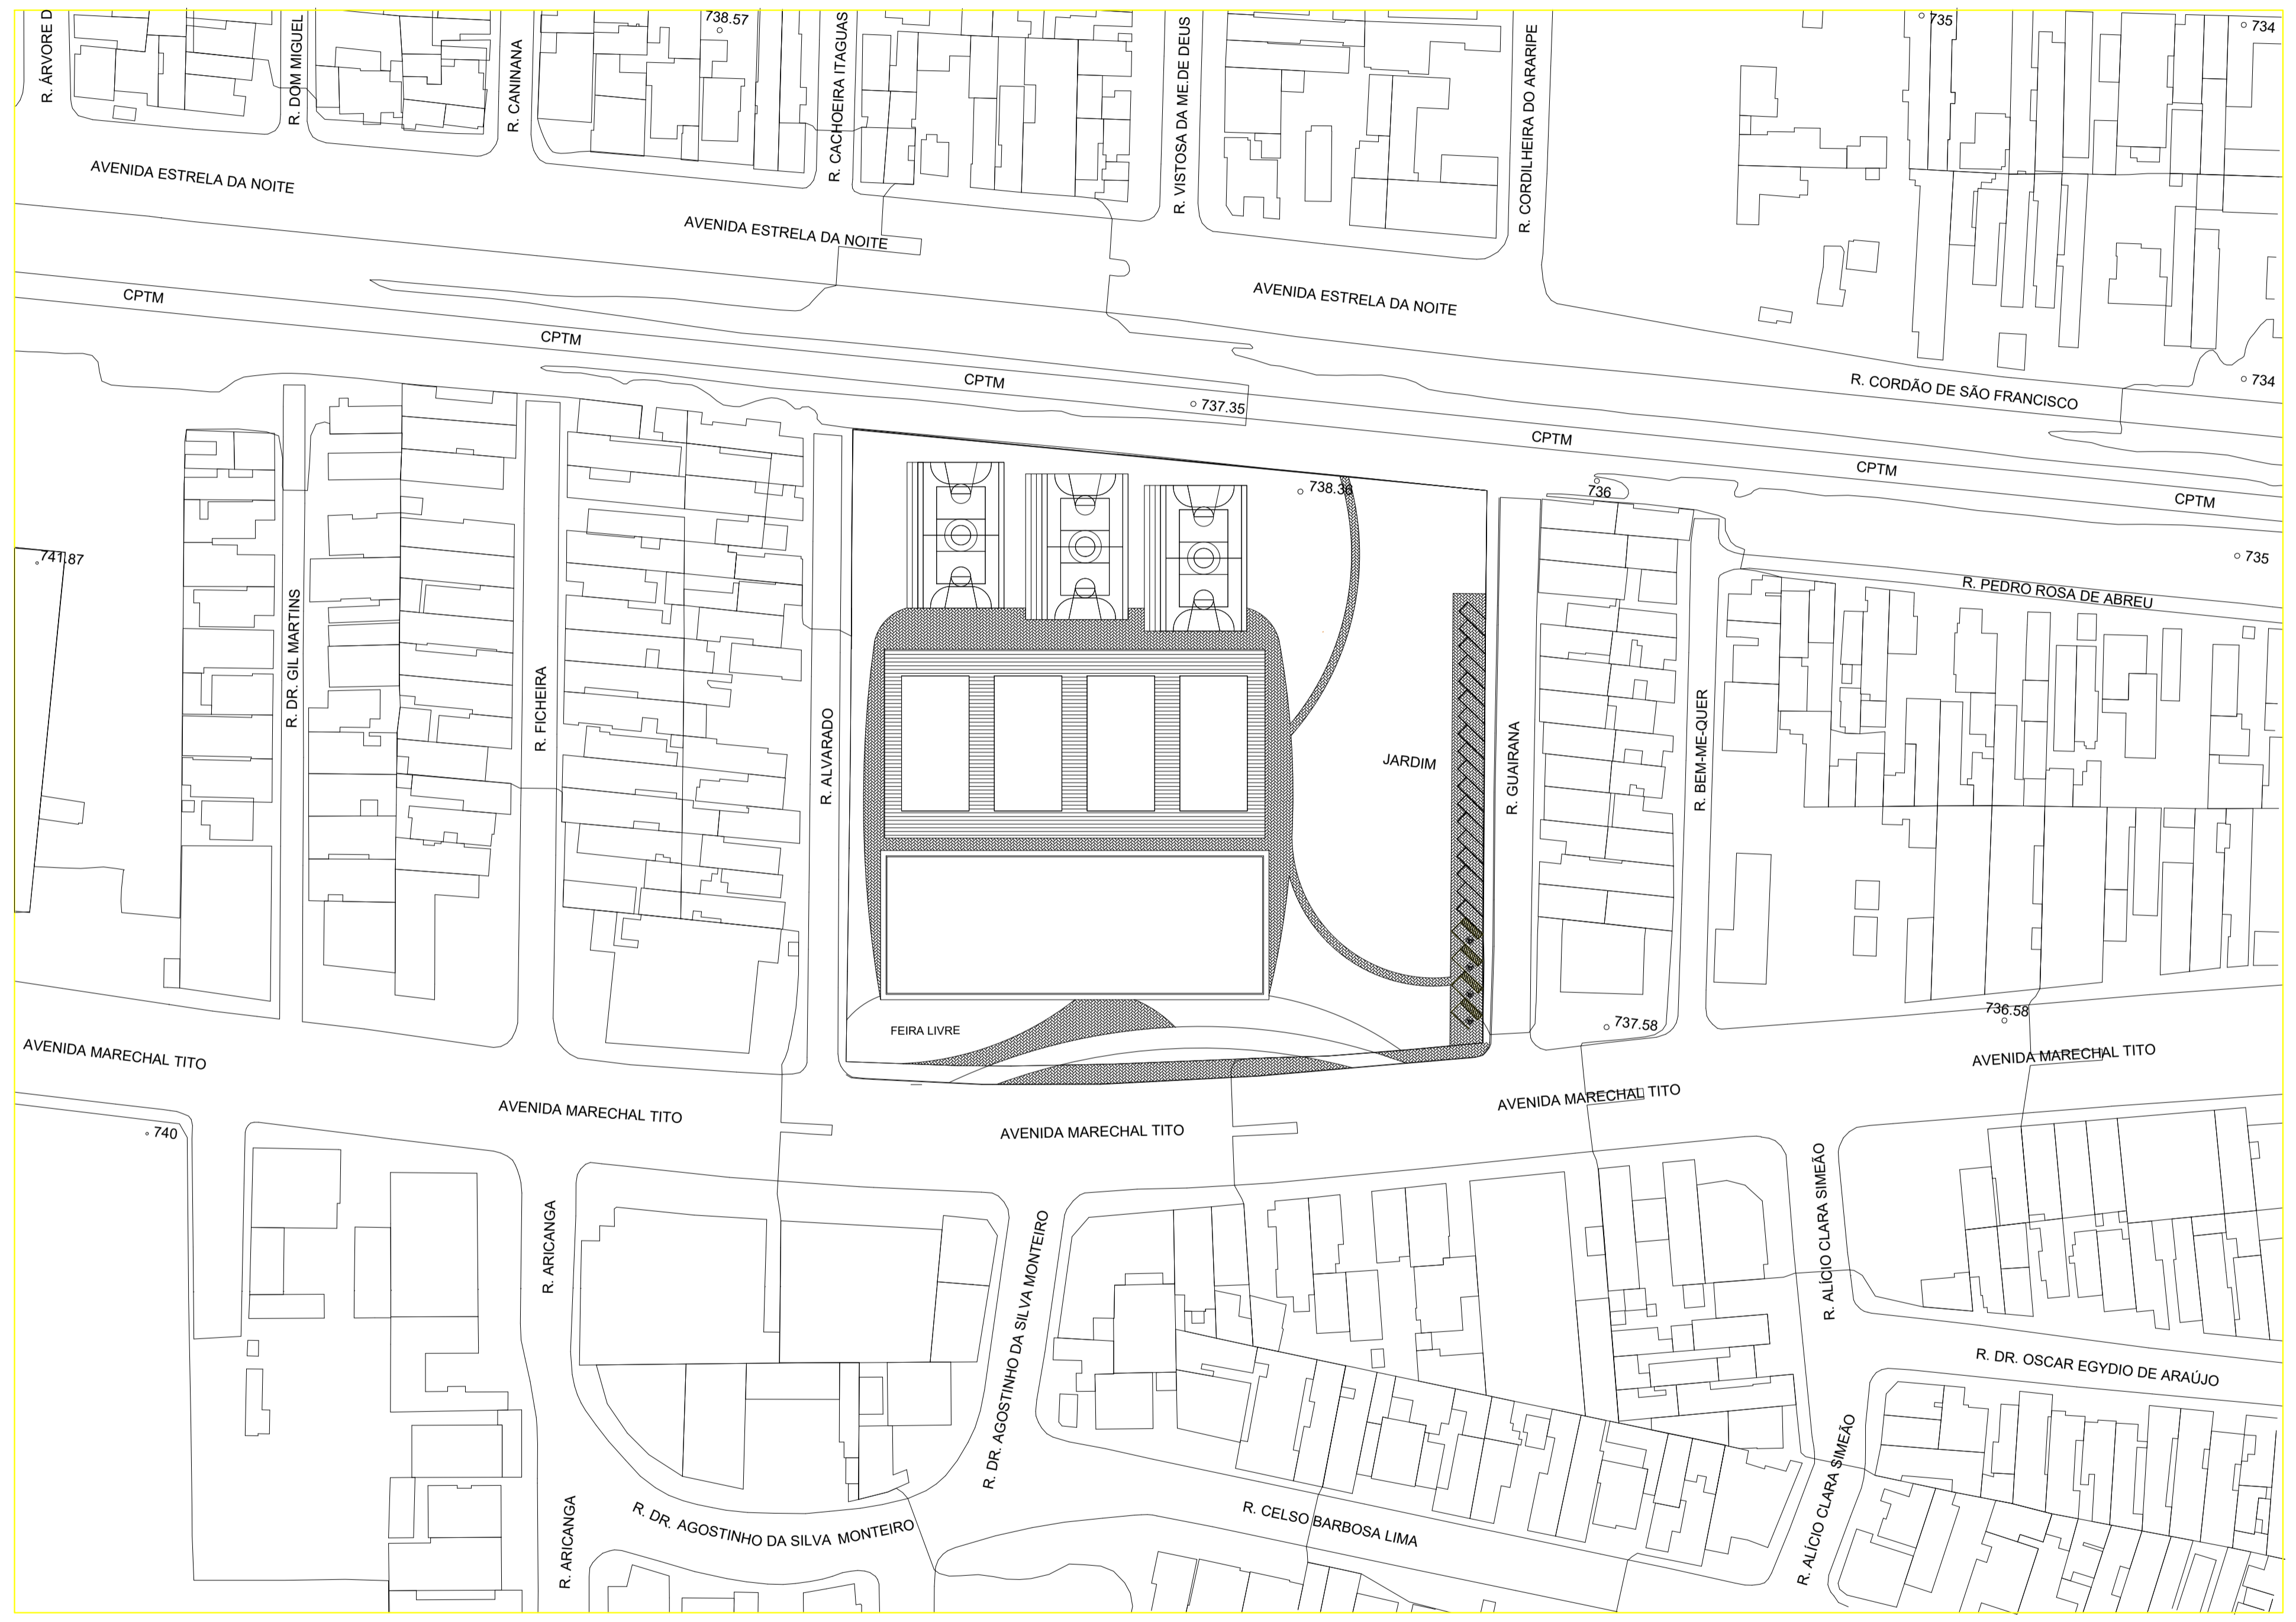 R. ÁRVORE D
R. DOM MIGUEL
R. CANINANA
738.57
R. CACHOEIRA ITAGUAS
R. VISTOSA DA ME.DE DEUS
R. CORDILHEIRA DO ARARIPE
735
734
AVENIDA ESTRELA DA NOITE
AVENIDA ESTRELA DA NOITE
AVENIDA ESTRELA DA NOITE
CPTM
CPTM
CPTM
737.35
R. CORDÃO DE SÃO FRANCISCO
734
CPTM
CPTM
CPTM
738.36
736
741.87
735
R. PEDRO ROSA DE ABREU
R. DR. GIL MARTINS
R. FICHEIRA
R. ALVARADO
JARDIM
R. GUAIRANA
R. BEM-ME-QUER
FEIRA LIVRE
737.58
736.58
AVENIDA MARECHAL TITO
AVENIDA MARECHAL TITO
AVENIDA MARECHAL TITO
AVENIDA MARECHAL TITO
AVENIDA MARECHAL TITO
740
R. ARICANGA
R. DR. AGOSTINHO DA SILVA MONTEIRO
R. ALÍCIO CLARA SIMEÃO
R. DR. OSCAR EGYDIO DE ARAÚJO
R. ARICANGA
R. DR. AGOSTINHO DA SILVA MONTEIRO
R. CELSO BARBOSA LIMA
R. ALÍCIO CLARA SIMEÃO